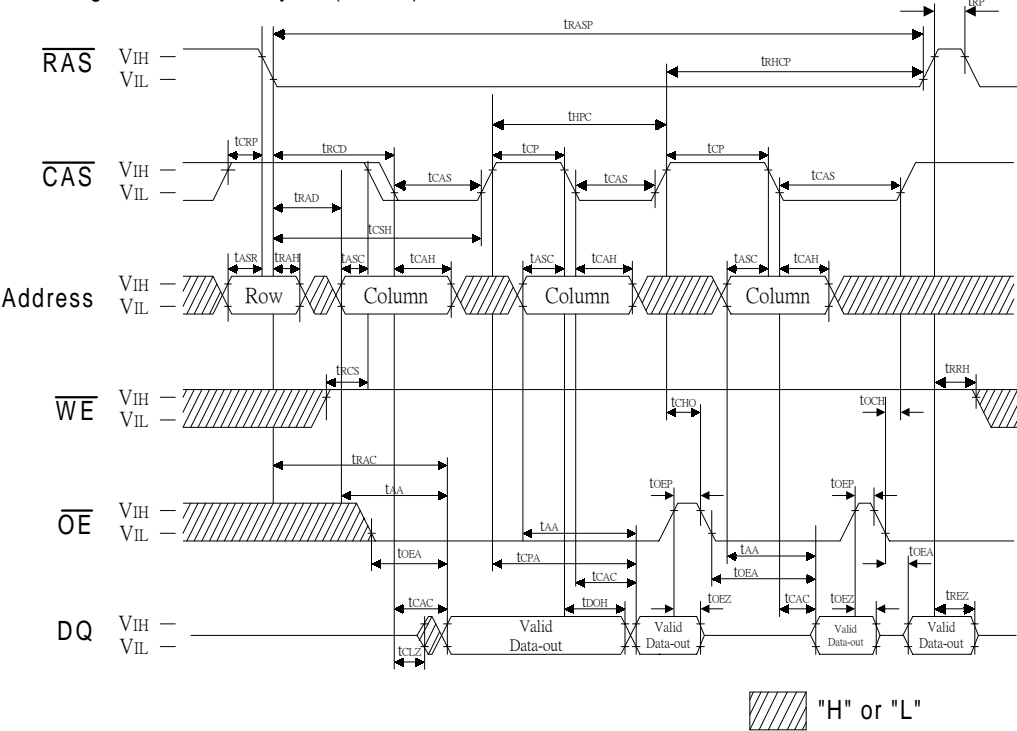 tRP
tRASP
RAS VIH
VIL
tRHCP
tHPC
tCRP tRCD tCP tCP
CAS VIH
VIL
tCAS tCAS tCAS
tRAD
tCSH
tASR tRAH tASC tCAH tASC tCAH tASC tCAH
Address VIH
VIL
Row Column Column Column
tRCS tRRH
WE VIH
VIL
tCHO tOCH
tRAC
tAA tOEP tOEP
OE VIH
VIL
tAA
tOEA tCPA tAA tOEA
tOEA
tCAC
tCAC tDOH tOEZ tCAC tOEZ tREZ
DQ VIH
VIL
Valid Data-out
Valid Data-out
Valid Data-out
Valid Data-out
tCLZ
"H" or "L"